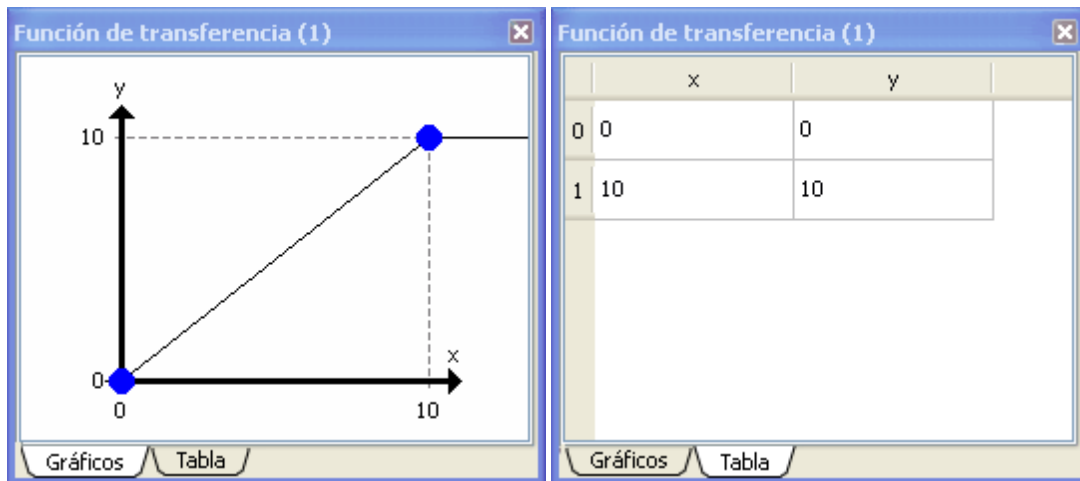 Función de transferencia (1)
y
10
x
0
0 10
Gráficos Tabla
Función de transferencia (1)
x y
0 0 0
1 10 10
Gráficos Tabla